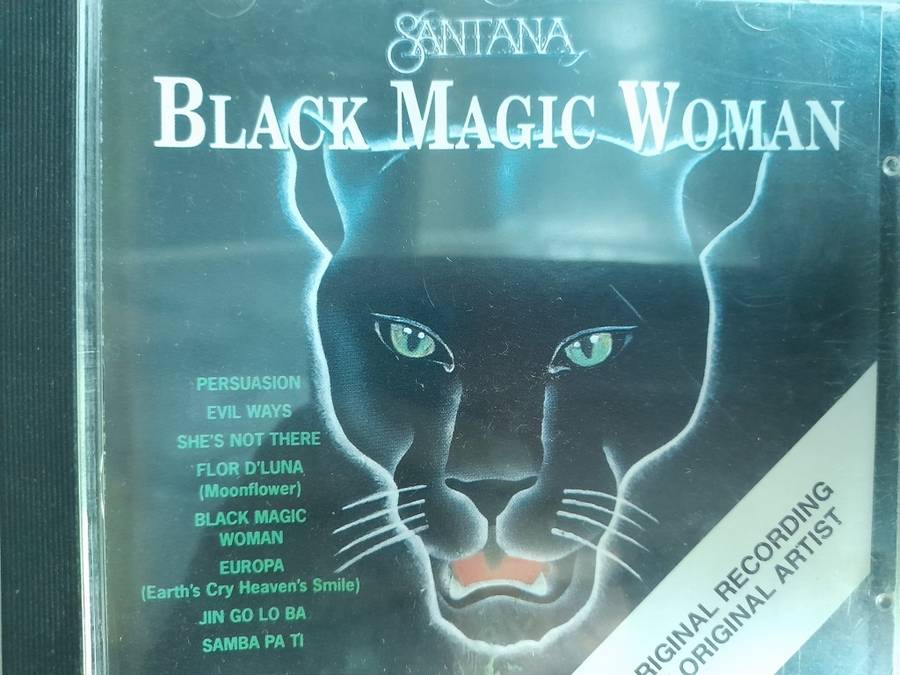 SANTANA
BLACK MAGIC WOMAN
PERSUASION
EVIL WAYS
SHE'S NOT THERE
FLOR D'LUNA
(Moonflower)
BLACK MAGIC
WOMAN
EUROPA
(Earth's Cry Heaven's Smile)
JIN GO LO BA
SAMBA PA TI
RIGINAL RECORDING
ORIGINAL ARTIST